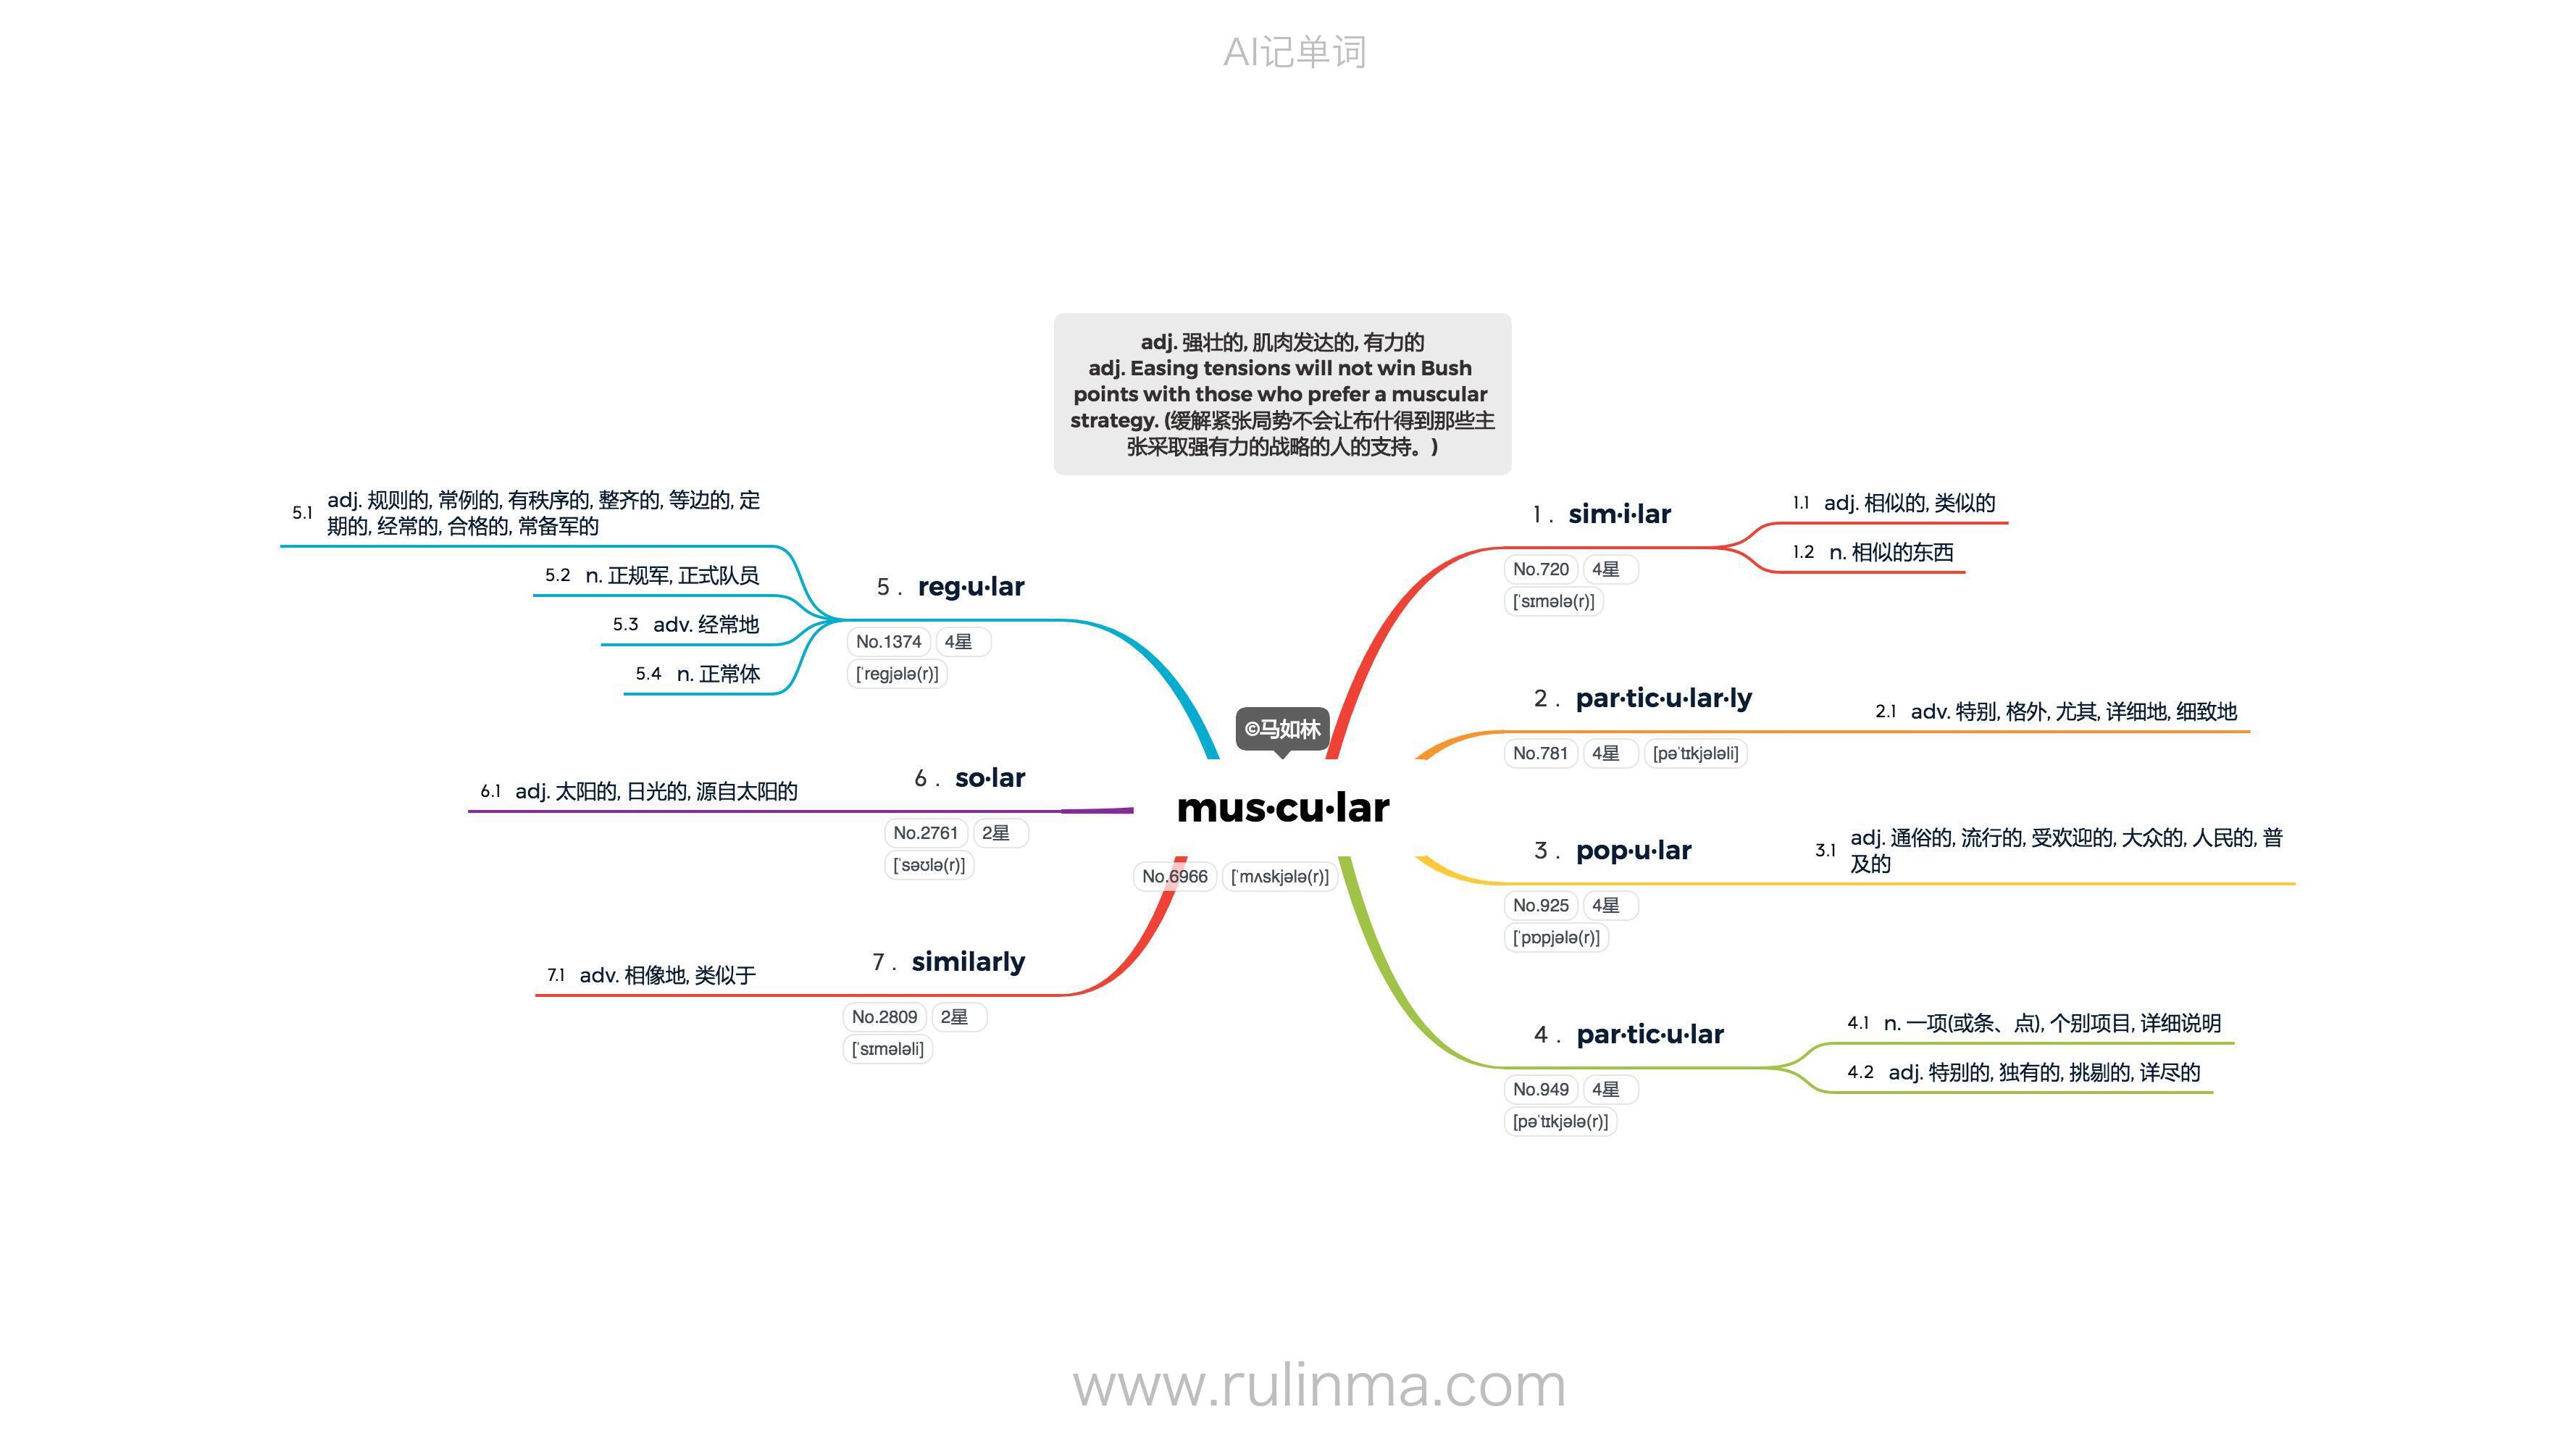 AI记单词
adj. 强壮的, 肌肉发达的, 有力的
adj. Easing tensions will not win Bush
points with those who prefer a muscular
strategy. (缓解紧张局势不会让布什得到那些主
张采取强有力的战略的人的支持。)
©马如林
mus·cu·lar
No.6966 [ˈmʌskjələ(r)]
1 . sim·i·lar
No.720 4星
[ˈsɪmələ(r)]
1.1 adj. 相似的, 类似的
1.2 n. 相似的东西
2 . par·tic·u·lar·ly
No.781 4星 [pəˈtɪkjələli]
2.1 adv. 特别, 格外, 尤其, 详细地, 细致地
3 . pop·u·lar
No.925 4星
[ˈpɒpjələ(r)]
3.1 adj. 通俗的, 流行的, 受欢迎的, 大众的, 人民的, 普
及的
4 . par·tic·u·lar
No.949 4星
[pəˈtɪkjələ(r)]
4.1 n. 一项(或条、点), 个别项目, 详细说明
4.2 adj. 特别的, 独有的, 挑剔的, 详尽的
5 . reg·u·lar
No.1374 4星
[ˈreɡjələ(r)]
5.1 adj. 规则的, 常例的, 有秩序的, 整齐的, 等边的, 定
期的, 经常的, 合格的, 常备军的
5.2 n. 正规军, 正式队员
5.3 adv. 经常地
5.4 n. 正常体
6 . so·lar
No.2761 2星
[ˈsəʊlə(r)]
6.1 adj. 太阳的, 日光的, 源自太阳的
7 . similarly
No.2809 2星
[ˈsɪmələli]
7.1 adv. 相像地, 类似于
www.rulinma.com